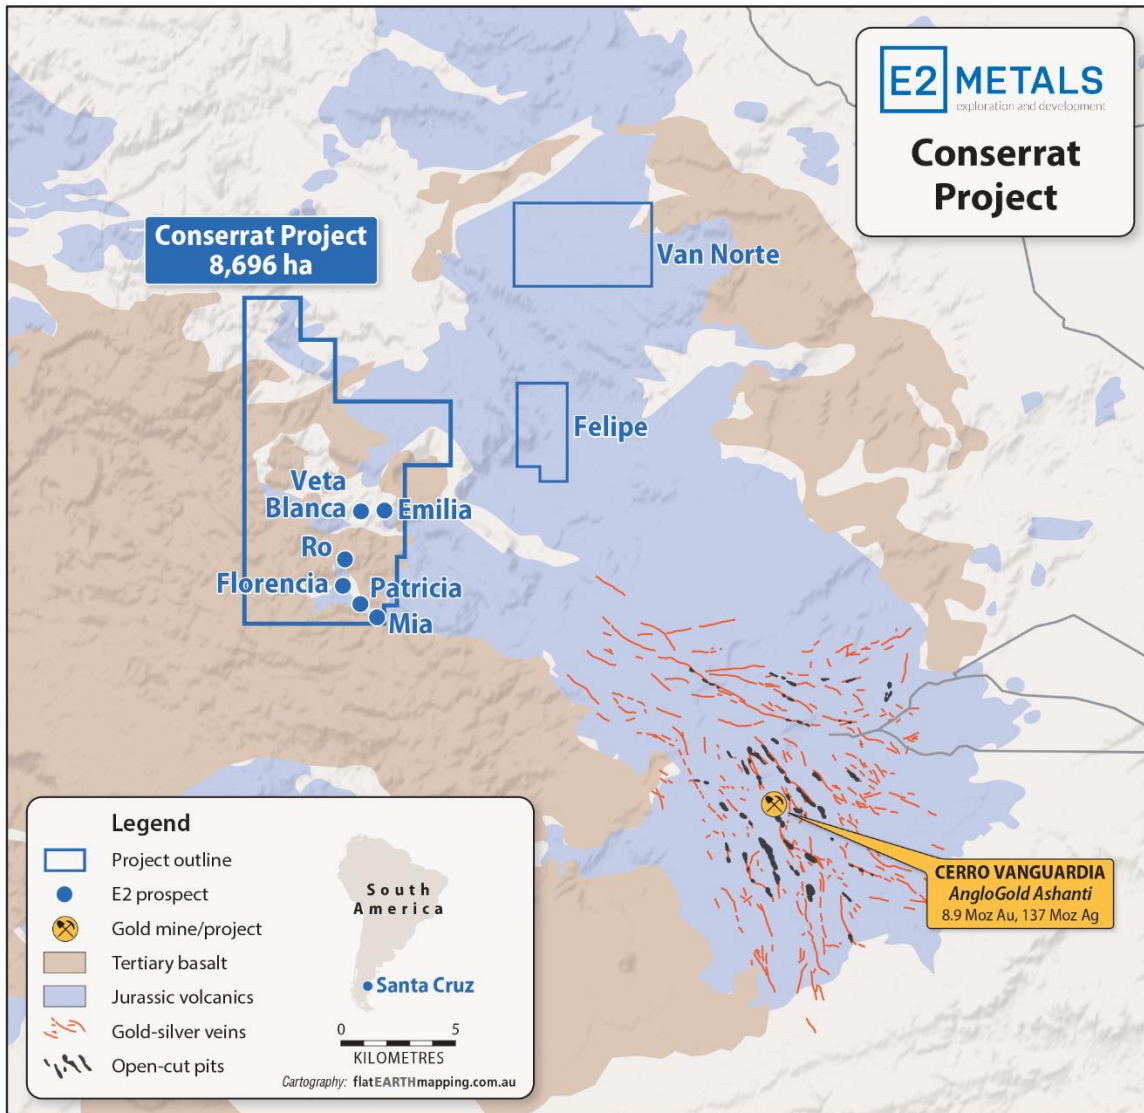 E2 METALS
exploration and development
Conserrat
Project
Conserrat Project
8,696 ha
Van Norte
Felipe
Veta
Blanca
Emilia
Ro
Florencia
Patricia
Mia
CERRO VANGUARDIA
AngloGold Ashanti
8.9 Moz Au, 137 Moz Ag
Legend
Project outline
E2 prospect
Gold mine/project
Tertiary basalt
Jurassic volcanics
Gold-silver veins
Open-cut pits
South
America
Santa Cruz
0 5
KILOMETRES
Cartography: flatEARTHmapping.com.au